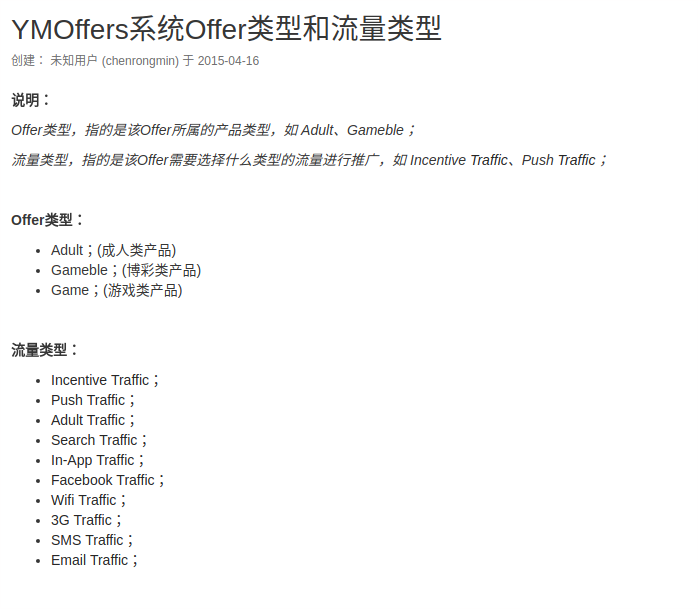 YMOffers系统Offer类型和流量类型
创建： 未知用户 (chenrongmin) 于 2015-04-16
说明：
Offer类型，指的是该Offer所属的产品类型，如 Adult、Gameble；
流量类型，指的是该Offer需要选择什么类型的流量进行推广，如 Incentive Traffic、Push Traffic；
Offer类型：
• Adult；(成人类产品)
• Gameble；(博彩类产品)
• Game；(游戏类产品)
流量类型：
• Incentive Traffic；
• Push Traffic；
• Adult Traffic；
• Search Traffic；
• In-App Traffic；
• Facebook Traffic；
• Wifi Traffic；
• 3G Traffic；
• SMS Traffic；
• Email Traffic；